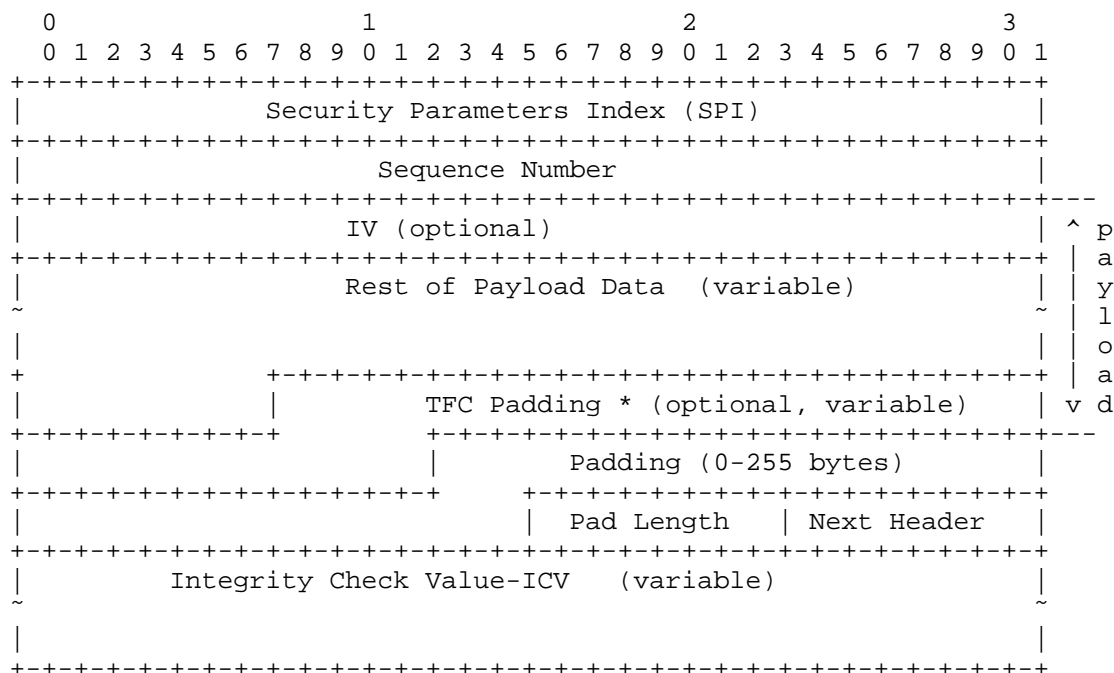 0                   1                   2                   3
 0 1 2 3 4 5 6 7 8 9 0 1 2 3 4 5 6 7 8 9 0 1 2 3 4 5 6 7 8 9 0 1
+-+-+-+-+-+-+-+-+-+-+-+-+-+-+-+-+-+-+-+-+-+-+-+-+-+-+-+-+-+-+-+-+
|               Security Parameters Index (SPI)                 |
+-+-+-+-+-+-+-+-+-+-+-+-+-+-+-+-+-+-+-+-+-+-+-+-+-+-+-+-+-+-+-+-+
|                      Sequence Number                          |
+-+-+-+-+-+-+-+-+-+-+-+-+-+-+-+-+-+-+-+-+-+-+-+-+-+-+-+-+-+-+-+-+---
|                    IV (optional)                              | ^ p
+-+-+-+-+-+-+-+-+-+-+-+-+-+-+-+-+-+-+-+-+-+-+-+-+-+-+-+-+-+-+-+-+ | a
|                    Rest of Payload Data  (variable)           | | y
~                                                               ~ | l
|                                                               | | o
+               +-+-+-+-+-+-+-+-+-+-+-+-+-+-+-+-+-+-+-+-+-+-+-+-+ | a
|               |         TFC Padding * (optional, variable)    | v d
+-+-+-+-+-+-+-+-+         +-+-+-+-+-+-+-+-+-+-+-+-+-+-+-+-+-+-+-+---
|                         |        Padding (0-255 bytes)        |
+-+-+-+-+-+-+-+-+-+-+-+-+-+     +-+-+-+-+-+-+-+-+-+-+-+-+-+-+-+-+
|                               |  Pad Length   | Next Header   |
+-+-+-+-+-+-+-+-+-+-+-+-+-+-+-+-+-+-+-+-+-+-+-+-+-+-+-+-+-+-+-+-+
|         Integrity Check Value-ICV   (variable)                |
~                                                               ~
|                                                               |
+-+-+-+-+-+-+-+-+-+-+-+-+-+-+-+-+-+-+-+-+-+-+-+-+-+-+-+-+-+-+-+-+